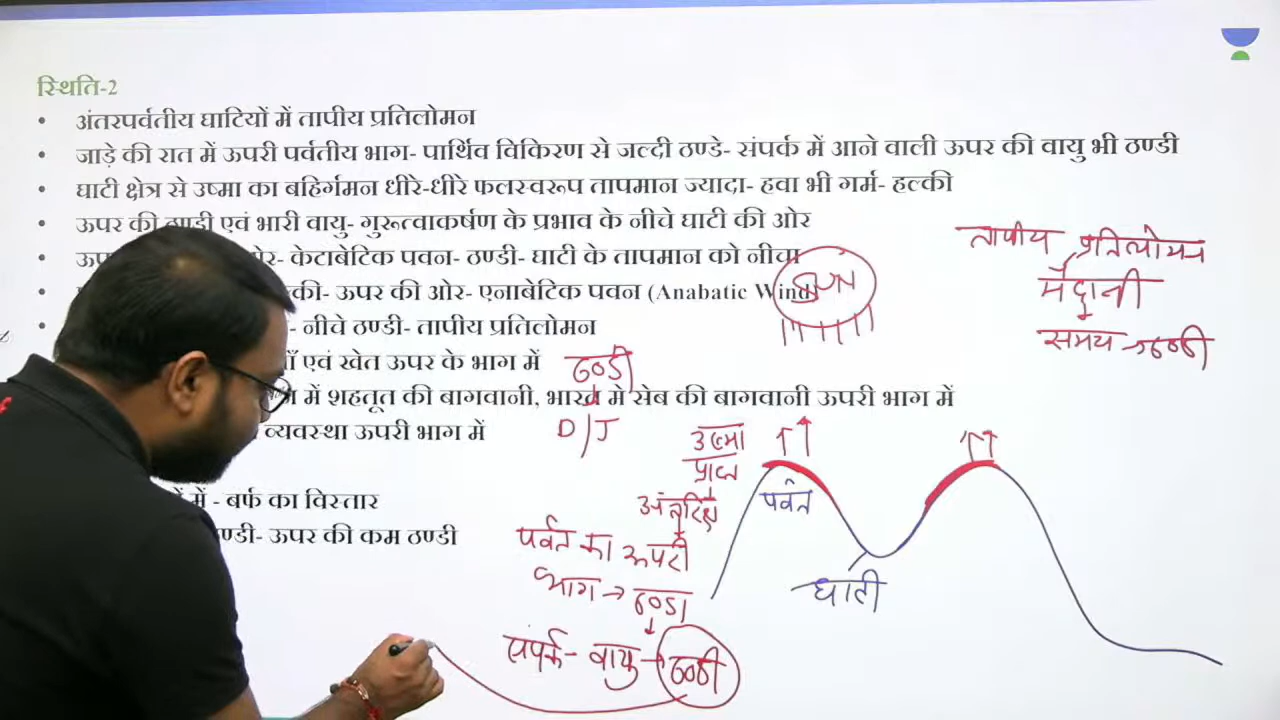 स्थिति-2
• अंतरपर्वतीय घाटियों में तापीय प्रतिलोमन
• जाड़े की रात में ऊपरी पर्वतीय भाग- पार्थिव विकिरण से जल्दी ठण्डे- संपर्क में आने वाली ऊपर की वायु भी ठण्डी
• घाटी क्षेत्र से उष्मा का बहिर्गमन धीरे-धीरे फलस्वरूप तापमान ज्यादा- हवा भी गर्म- हल्की
• ऊपर की ठण्डी एवं भारी वायु- गुरूत्वाकर्षण के प्रभाव के नीचे घाटी की ओर
• केटाबेटिक पवन- ठण्डी- घाटी के तापमान को नीचा
• ऊपर की ओर- एनाबेटिक पवन (Anabatic Wind)
• नीचे ठण्डी- तापीय प्रतिलोमन
एवं खेत ऊपर के भाग में
में शहतूत की बागवानी, भारत में सेब की बागवानी ऊपरी भाग में
व्यवस्था ऊपरी भाग में
में - बर्फ का विस्तार
ऊपर की कम ठण्डी
तापीय प्रतिलोमन
मैदानी
समय → ठण्डी
SUN
ठण्डी
D/J
उष्मा
प्राप्त
अंतरिक्ष
पर्वत का ऊपरी
भाग → ठण्डा
संपर्क - वायु → ठण्डी
पर्वत
घाटी